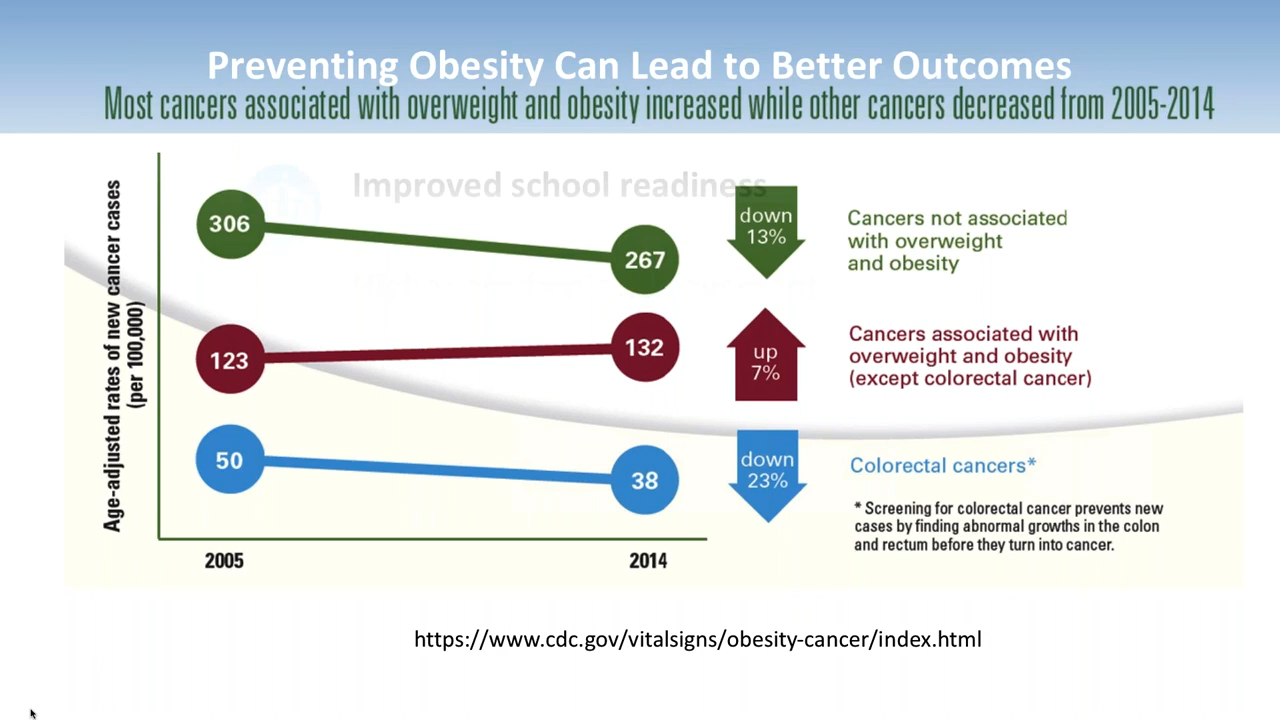 Preventing Obesity Can Lead to Better Outcomes
Most cancers associated with overweight and obesity increased while other cancers decreased from 2005-2014
Improved school readiness
Age-adjusted rates of new cancer cases
(per 100,000)
306
267
down
13%
Cancers not associated
with overweight
and obesity
123
132
up
7%
Cancers associated with
overweight and obesity
(except colorectal cancer)
50
38
down
23%
Colorectal cancers*
* Screening for colorectal cancer prevents new
cases by finding abnormal growths in the colon
and rectum before they turn into cancer.
2005
2014
https://www.cdc.gov/vitalsigns/obesity-cancer/index.html